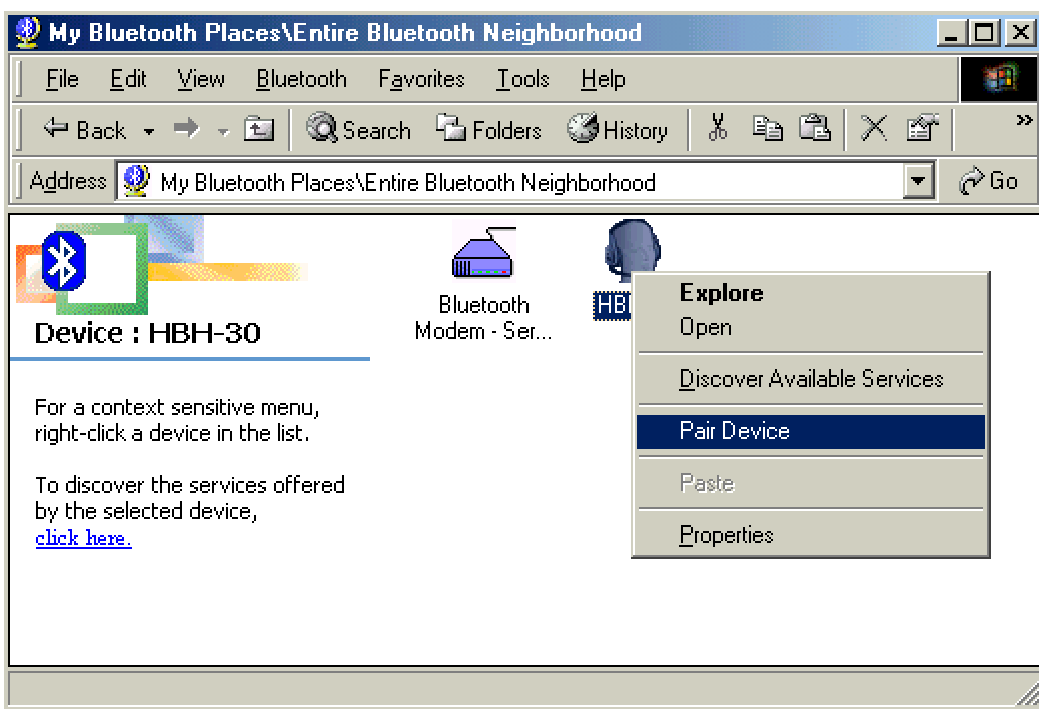 My Bluetooth Places\Entire Bluetooth Neighborhood
File Edit View Bluetooth Favorites Tools Help
Back Search Folders History »
Address My Bluetooth Places\Entire Bluetooth Neighborhood Go
Device : HBH-30
For a context sensitive menu,
right-click a device in the list.
To discover the services offered
by the selected device,
click here.
Bluetooth
Modem - Ser...
HB
Explore
Open
Discover Available Services
Pair Device
Paste
Properties